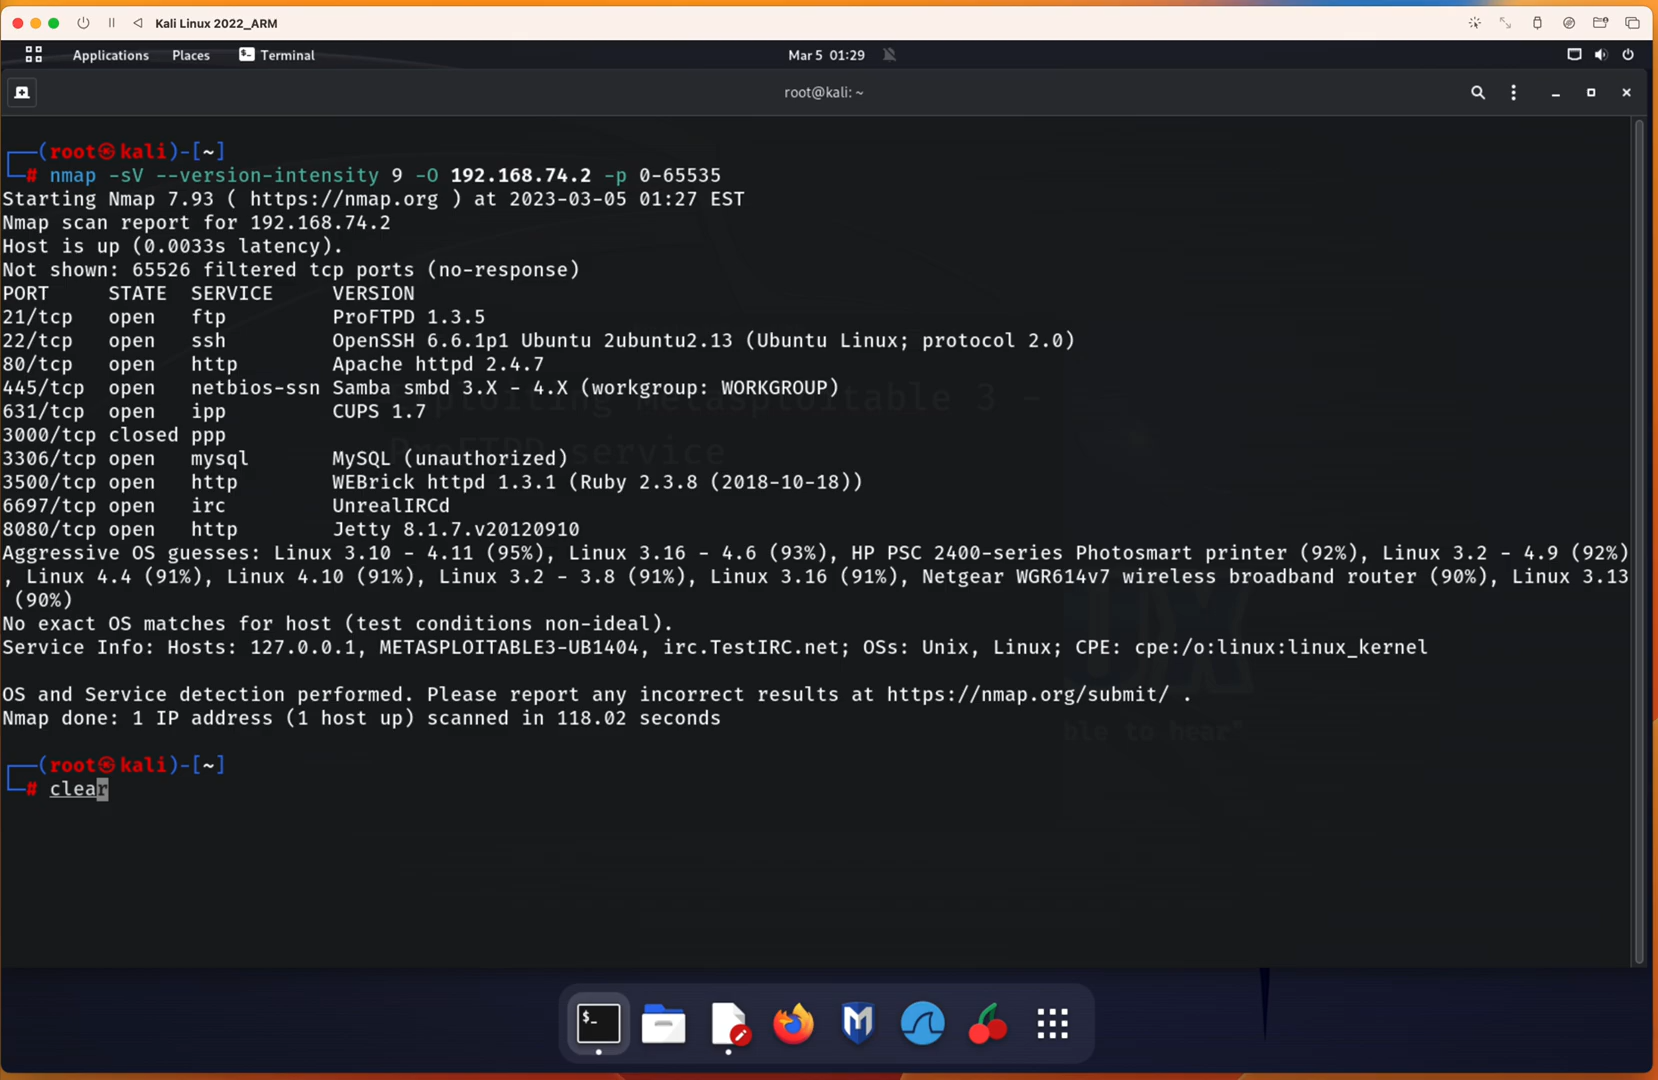 Kali Linux 2022_ARM
Applications Places Terminal Mar 5 01:29
root@kali: ~
┌──(root㉿kali)-[~]
└─# nmap -sV --version-intensity 9 -O 192.168.74.2 -p 0-65535
Starting Nmap 7.93 ( https://nmap.org ) at 2023-03-05 01:27 EST
Nmap scan report for 192.168.74.2
Host is up (0.0033s latency).
Not shown: 65526 filtered tcp ports (no-response)
PORT     STATE  SERVICE     VERSION
21/tcp   open   ftp         ProFTPD 1.3.5
22/tcp   open   ssh         OpenSSH 6.6.1p1 Ubuntu 2ubuntu2.13 (Ubuntu Linux; protocol 2.0)
80/tcp   open   http        Apache httpd 2.4.7
445/tcp  open   netbios-ssn Samba smbd 3.X - 4.X (workgroup: WORKGROUP)
631/tcp  open   ipp         CUPS 1.7
3000/tcp closed ppp
3306/tcp open   mysql       MySQL (unauthorized)
3500/tcp open   http        WEBrick httpd 1.3.1 (Ruby 2.3.8 (2018-10-18))
6697/tcp open   irc         UnrealIRCd
8080/tcp open   http        Jetty 8.1.7.v20120910
Aggressive OS guesses: Linux 3.10 - 4.11 (95%), Linux 3.16 - 4.6 (93%), HP PSC 2400-series Photosmart printer (92%), Linux 3.2 - 4.9 (92%)
, Linux 4.4 (91%), Linux 4.10 (91%), Linux 3.2 - 3.8 (91%), Linux 3.16 (91%), Netgear WGR614v7 wireless broadband router (90%), Linux 3.13
(90%)
No exact OS matches for host (test conditions non-ideal).
Service Info: Hosts: 127.0.0.1, METASPLOITABLE3-UB1404, irc.TestIRC.net; OSs: Unix, Linux; CPE: cpe:/o:linux:linux_kernel
OS and Service detection performed. Please report any incorrect results at https://nmap.org/submit/ .
Nmap done: 1 IP address (1 host up) scanned in 118.02 seconds
┌──(root㉿kali)-[~]
└─# clear
ploiting Metasploitable 3 -
ProFTPD service
UX
ble to hear"